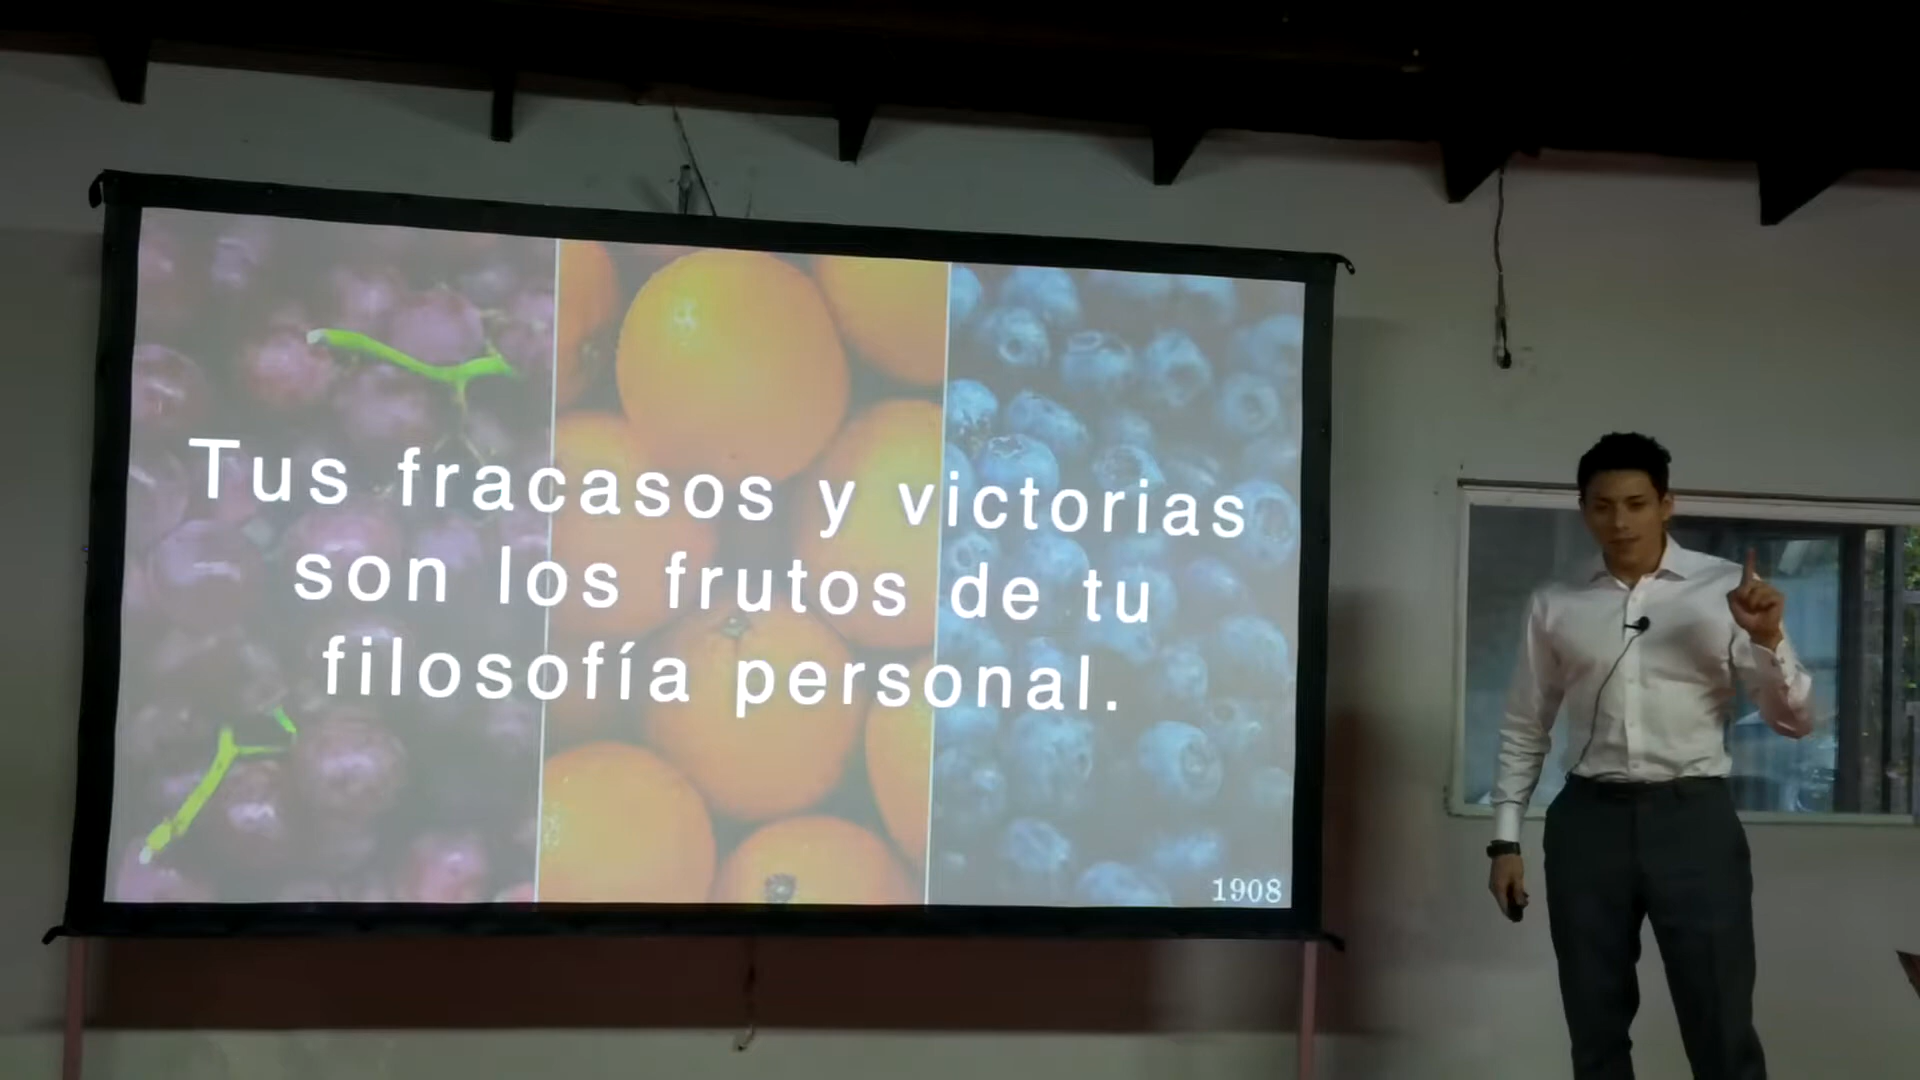 Tus fracasos y victorias
son los frutos de tu
filosofía personal.
1908